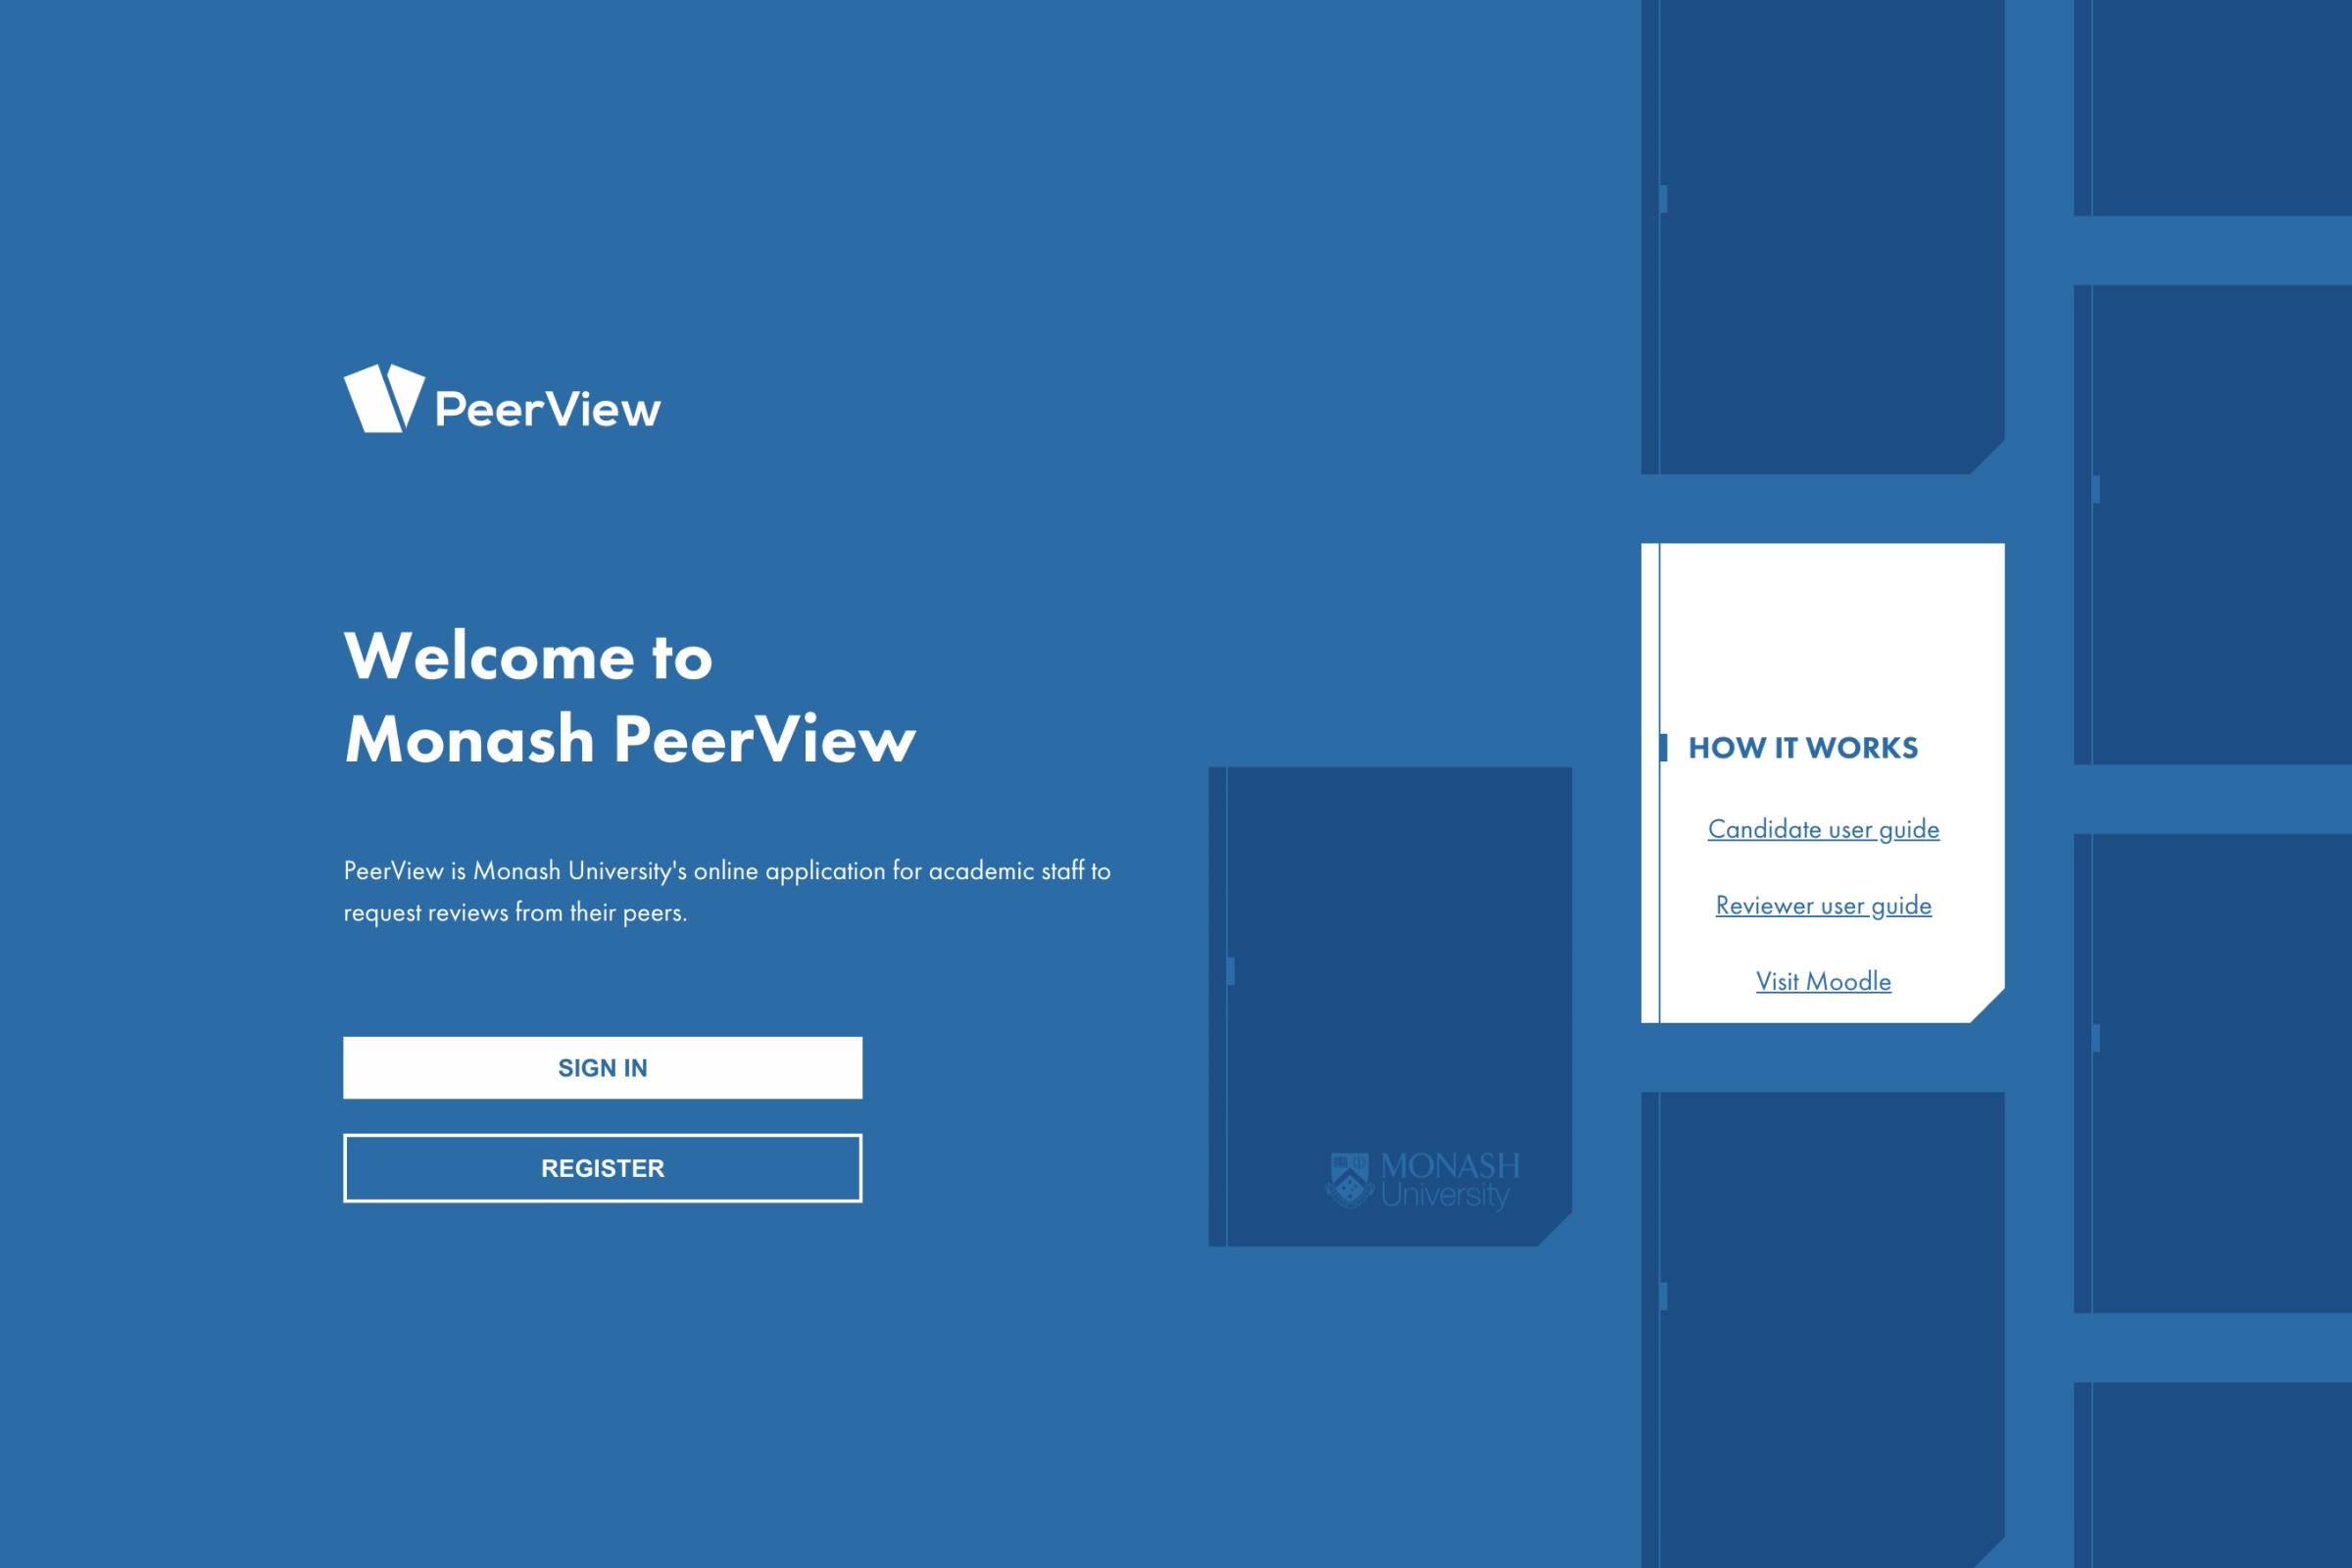 PeerView
Welcome to
Monash PeerView
PeerView is Monash University's online application for academic staff to
request reviews from their peers.
SIGN IN
REGISTER
MONASH
University
HOW IT WORKS
Candidate user guide
Reviewer user guide
Visit Moodle